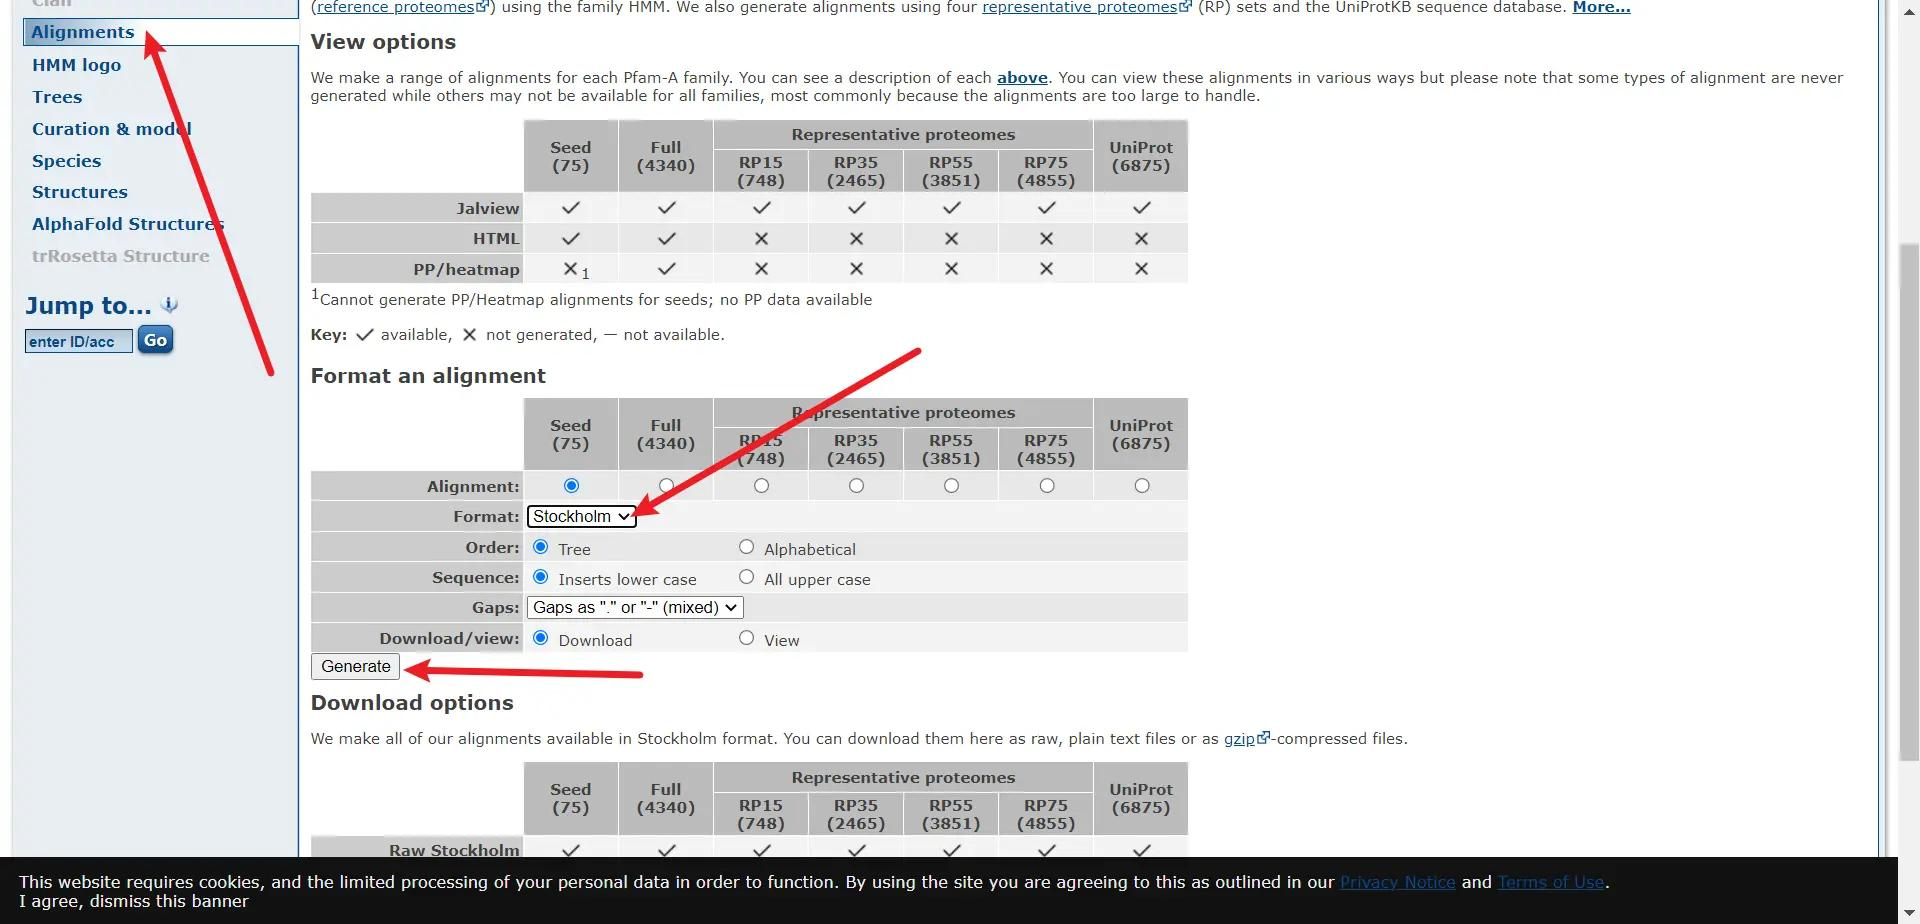 Clan
Alignments
HMM logo
Trees
Curation & model
Species
Structures
AlphaFold Structures
trRosetta Structure
Jump to... i
enter ID/acc Go
(reference proteomes) using the family HMM. We also generate alignments using four representative proteomes (RP) sets and the UniProtKB sequence database. More...
View options
We make a range of alignments for each Pfam-A family. You can see a description of each above. You can view these alignments in various ways but please note that some types of alignment are never
generated while others may not be available for all families, most commonly because the alignments are too large to handle.
Seed (75) Full (4340) Representative proteomes UniProt (6875)
RP15 (748) RP35 (2465) RP55 (3851) RP75 (4855)
Jalview ✓ ✓ ✓ ✓ ✓ ✓ ✓
HTML ✓ ✓ ✕ ✕ ✕ ✕ ✕
PP/heatmap ✕1 ✓ ✕ ✕ ✕ ✕ ✕
1Cannot generate PP/Heatmap alignments for seeds; no PP data available
Key: ✓ available, ✕ not generated, — not available.
Format an alignment
Seed (75) Full (4340) Representative proteomes UniProt (6875)
RP15 (748) RP35 (2465) RP55 (3851) RP75 (4855)
Alignment:
Format: Stockholm
Order: Tree Alphabetical
Sequence: Inserts lower case All upper case
Gaps: Gaps as "." or "-" (mixed)
Download/view: Download View
Generate
Download options
We make all of our alignments available in Stockholm format. You can download them here as raw, plain text files or as gzip-compressed files.
Seed (75) Full (4340) Representative proteomes UniProt (6875)
RP15 (748) RP35 (2465) RP55 (3851) RP75 (4855)
Raw Stockholm ✓ ✓ ✓ ✓ ✓ ✓ ✓
This website requires cookies, and the limited processing of your personal data in order to function. By using the site you are agreeing to this as outlined in our Privacy Notice and Terms of Use.
I agree, dismiss this banner